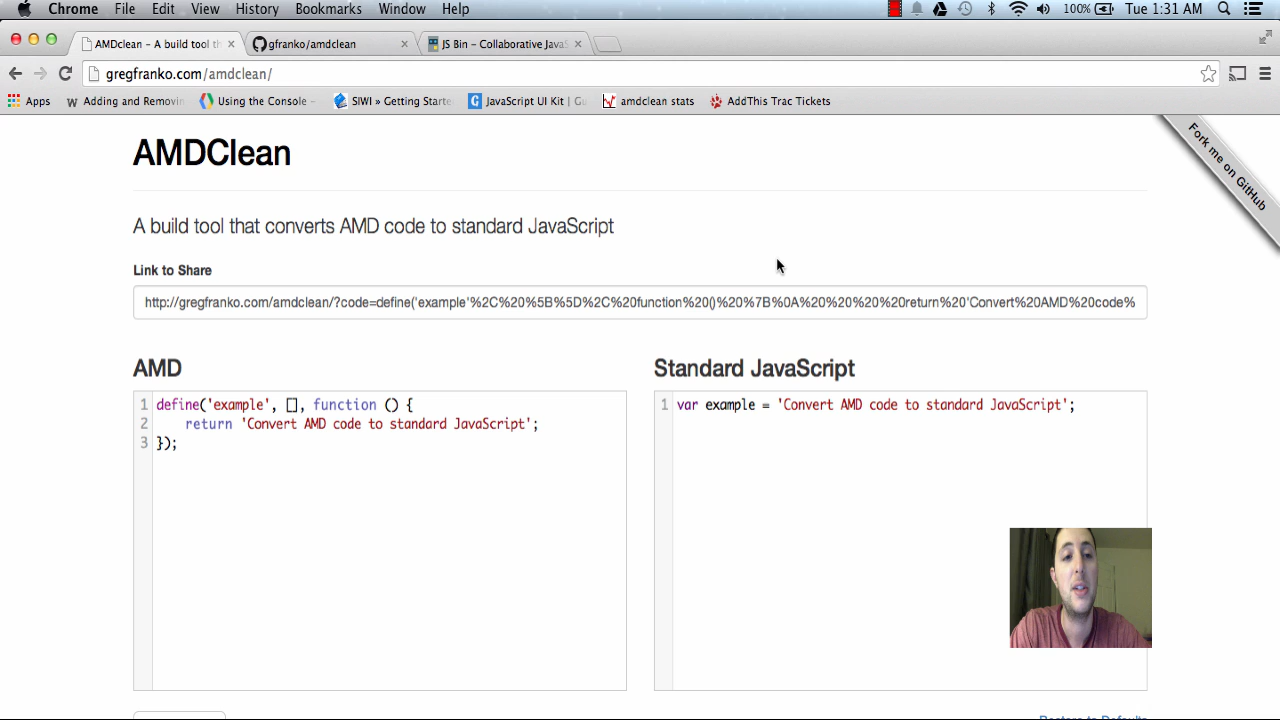 Chrome File Edit View History Bookmarks Window Help 100% Tue 1:31 AM
AMDclean - A build tool th gfranko/amdclean JS Bin - Collaborative JavaS
gregfranko.com/amdclean/
Apps Adding and Removin Using the Console - SIWI » Getting Starte JavaScript UI Kit | Gu amdclean stats AddThis Trac Tickets
Fork me on GitHub
AMDClean
A build tool that converts AMD code to standard JavaScript
Link to Share
http://gregfranko.com/amdclean/?code=define('example'%2C%20%5B%5D%2C%20function%20()%20%7B%0A%20%20%20%20return%20'Convert%20AMD%20code%
AMD
1 define('example', [], function () {
2 return 'Convert AMD code to standard JavaScript';
3 });
Standard JavaScript
1 var example = 'Convert AMD code to standard JavaScript';
Restore to Defaults